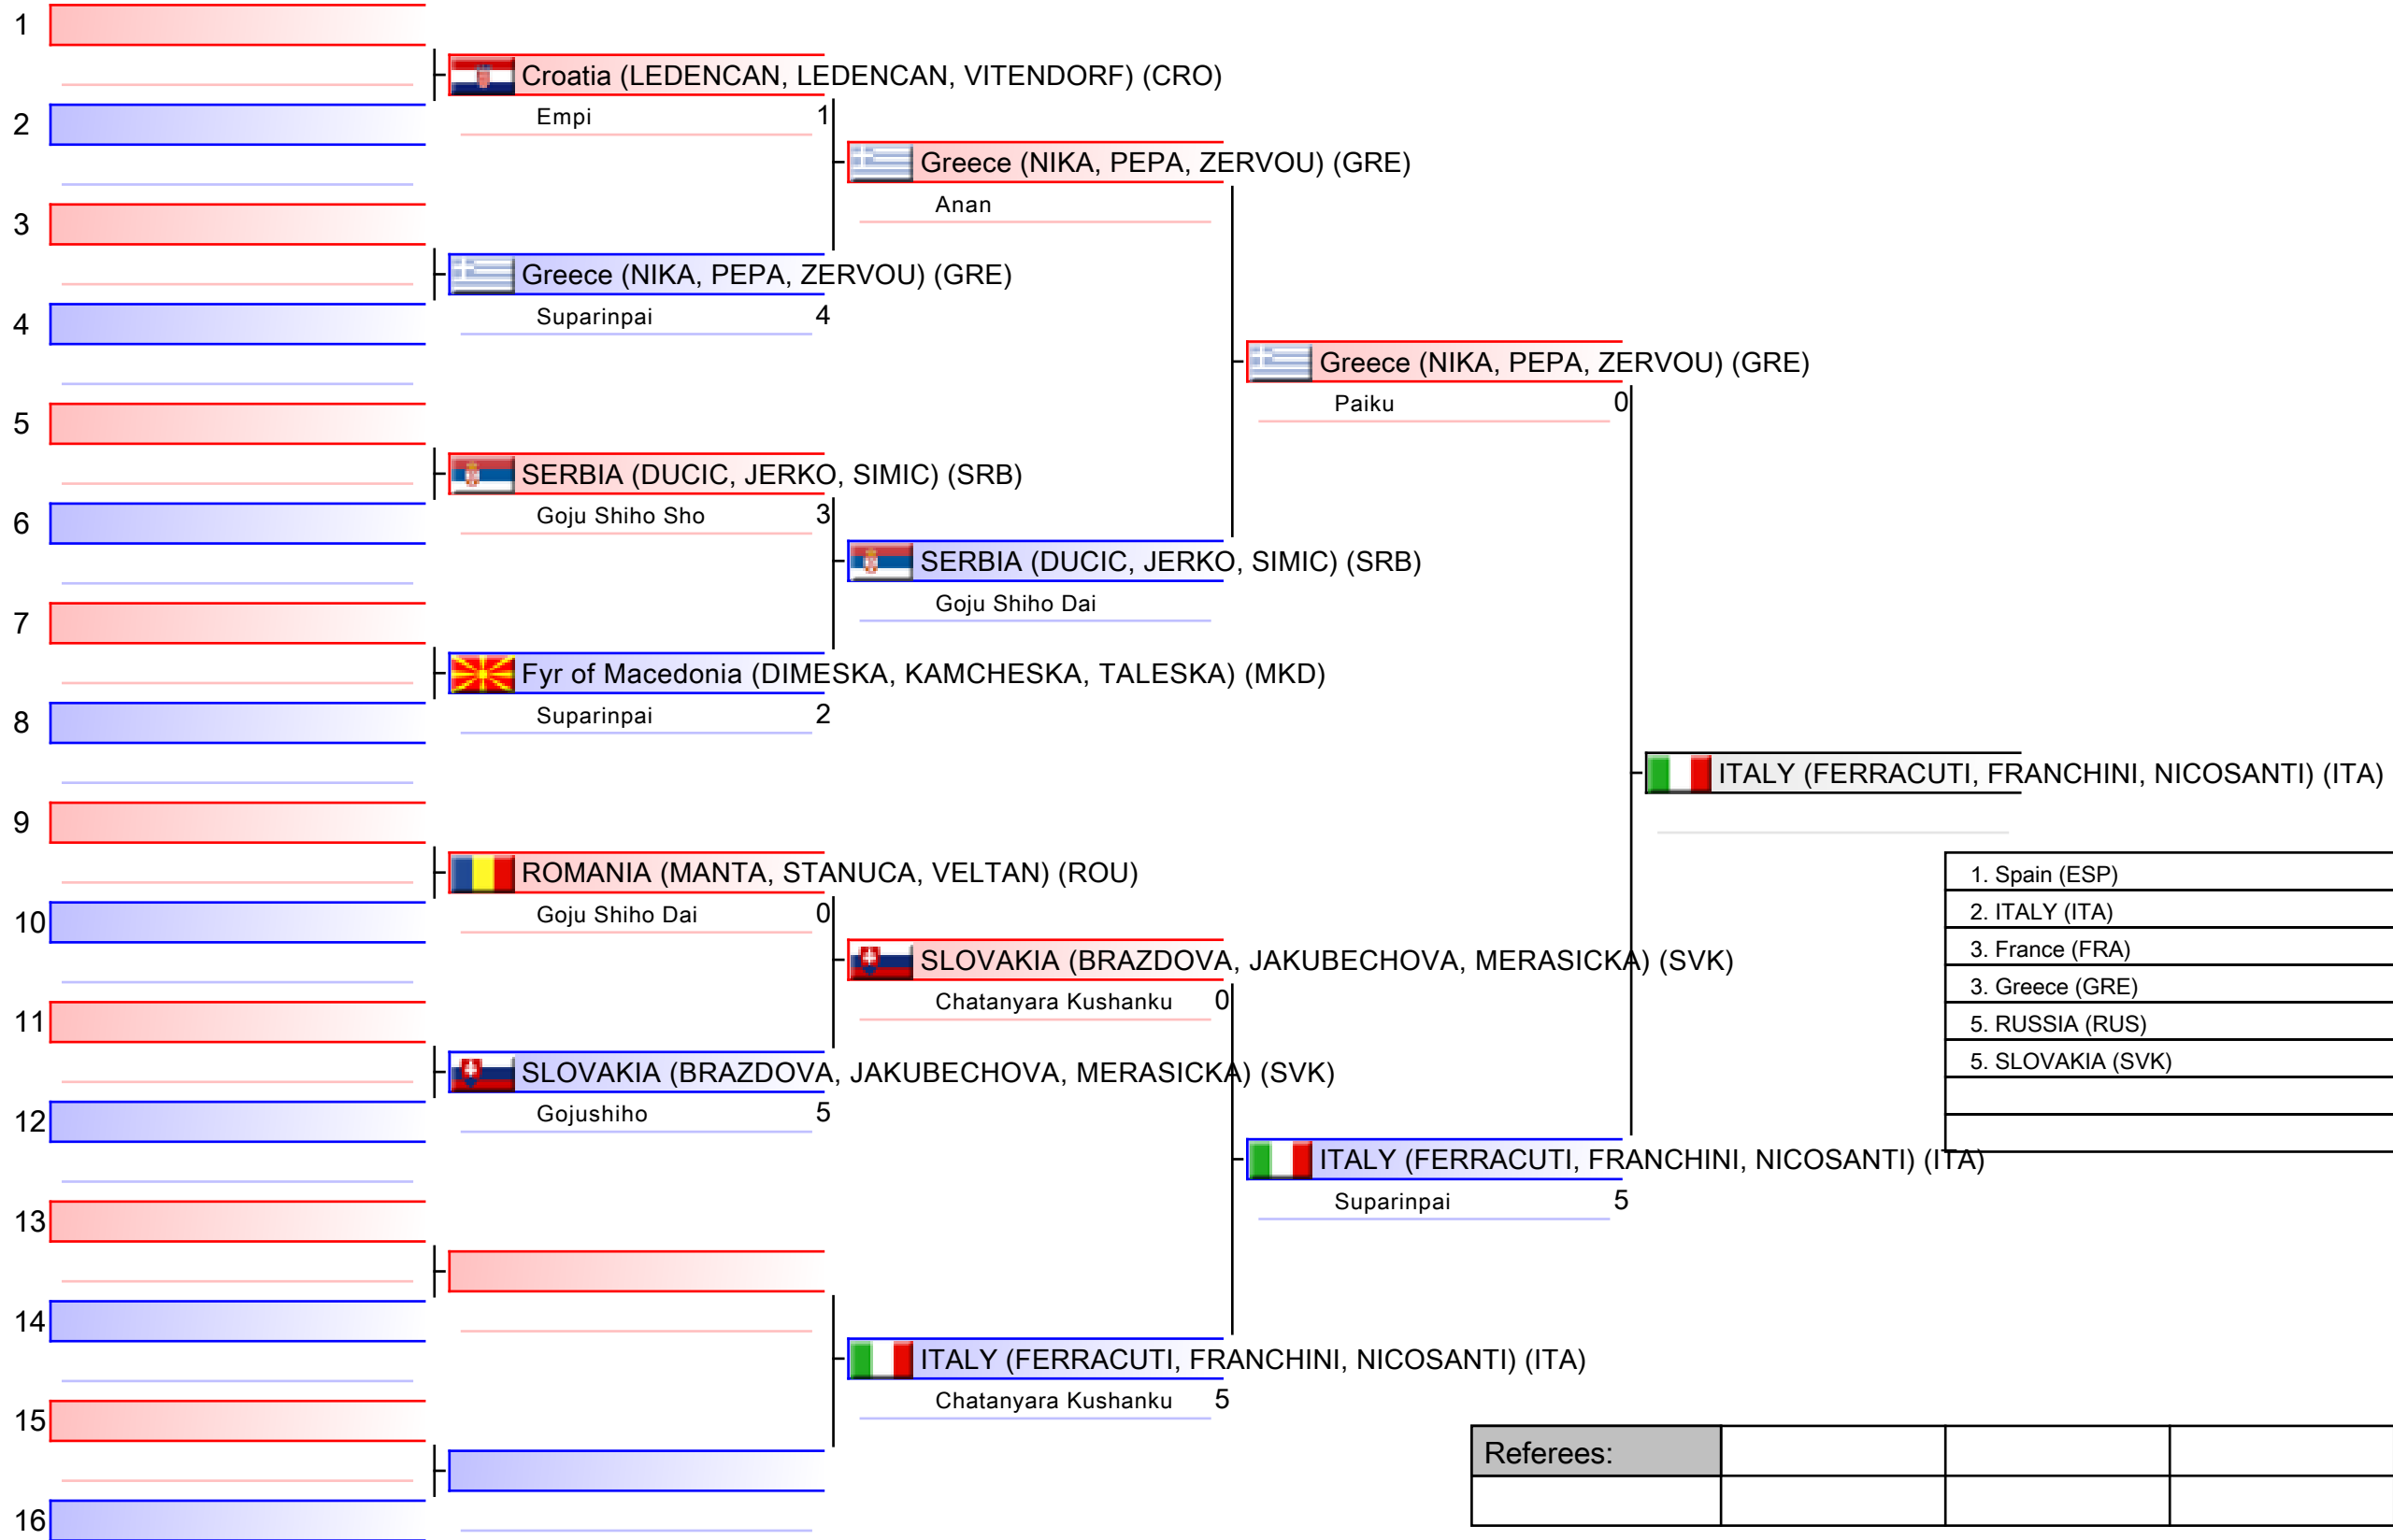 1
Croatia (LEDENCAN, LEDENCAN, VITENDORF) (CRO)
Empi 1
2
Greece (NIKA, PEPA, ZERVOU) (GRE)
Anan
3
Greece (NIKA, PEPA, ZERVOU) (GRE)
Suparinpai 4
4
Greece (NIKA, PEPA, ZERVOU) (GRE)
Paiku 0
5
SERBIA (DUCIC, JERKO, SIMIC) (SRB)
Goju Shiho Sho 3
6
SERBIA (DUCIC, JERKO, SIMIC) (SRB)
Goju Shiho Dai
7
Fyr of Macedonia (DIMESKA, KAMCHESKA, TALESKA) (MKD)
Suparinpai 2
8
ITALY (FERRACUTI, FRANCHINI, NICOSANTI) (ITA)
9
ROMANIA (MANTA, STANUCA, VELTAN) (ROU)
Goju Shiho Dai 0
10
SLOVAKIA (BRAZDOVA, JAKUBECHOVA, MERASICKA) (SVK)
Chatanyara Kushanku 0
11
SLOVAKIA (BRAZDOVA, JAKUBECHOVA, MERASICKA) (SVK)
Gojushiho 5
12
1. Spain (ESP)
2. ITALY (ITA)
3. France (FRA)
3. Greece (GRE)
5. RUSSIA (RUS)
5. SLOVAKIA (SVK)
ITALY (FERRACUTI, FRANCHINI, NICOSANTI) (ITA)
Suparinpai 5
13
14
ITALY (FERRACUTI, FRANCHINI, NICOSANTI) (ITA)
Chatanyara Kushanku 5
15
16
Referees: